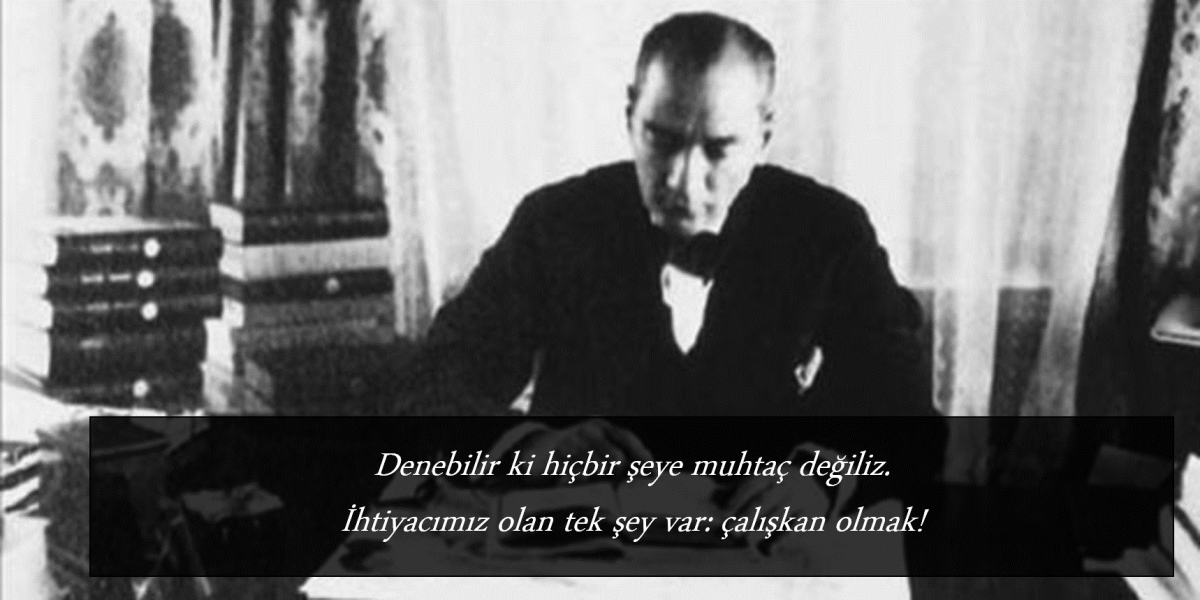 Denebilir ki hiçbir şeye muhtaç değiliz.
İhtiyacımız olan tek şey var: çalışkan olmak!